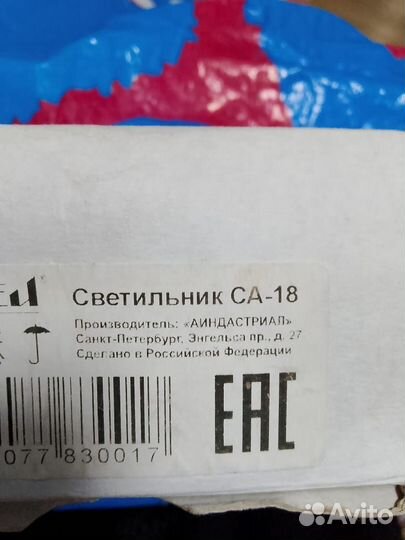 Светильник СА-18
Производитель: «АИНДАСТРИАЛ»
Санкт-Петербург, Энгельса пр., д. 27
Сделано в Российской Федерации
077 830017
EAC
Avito